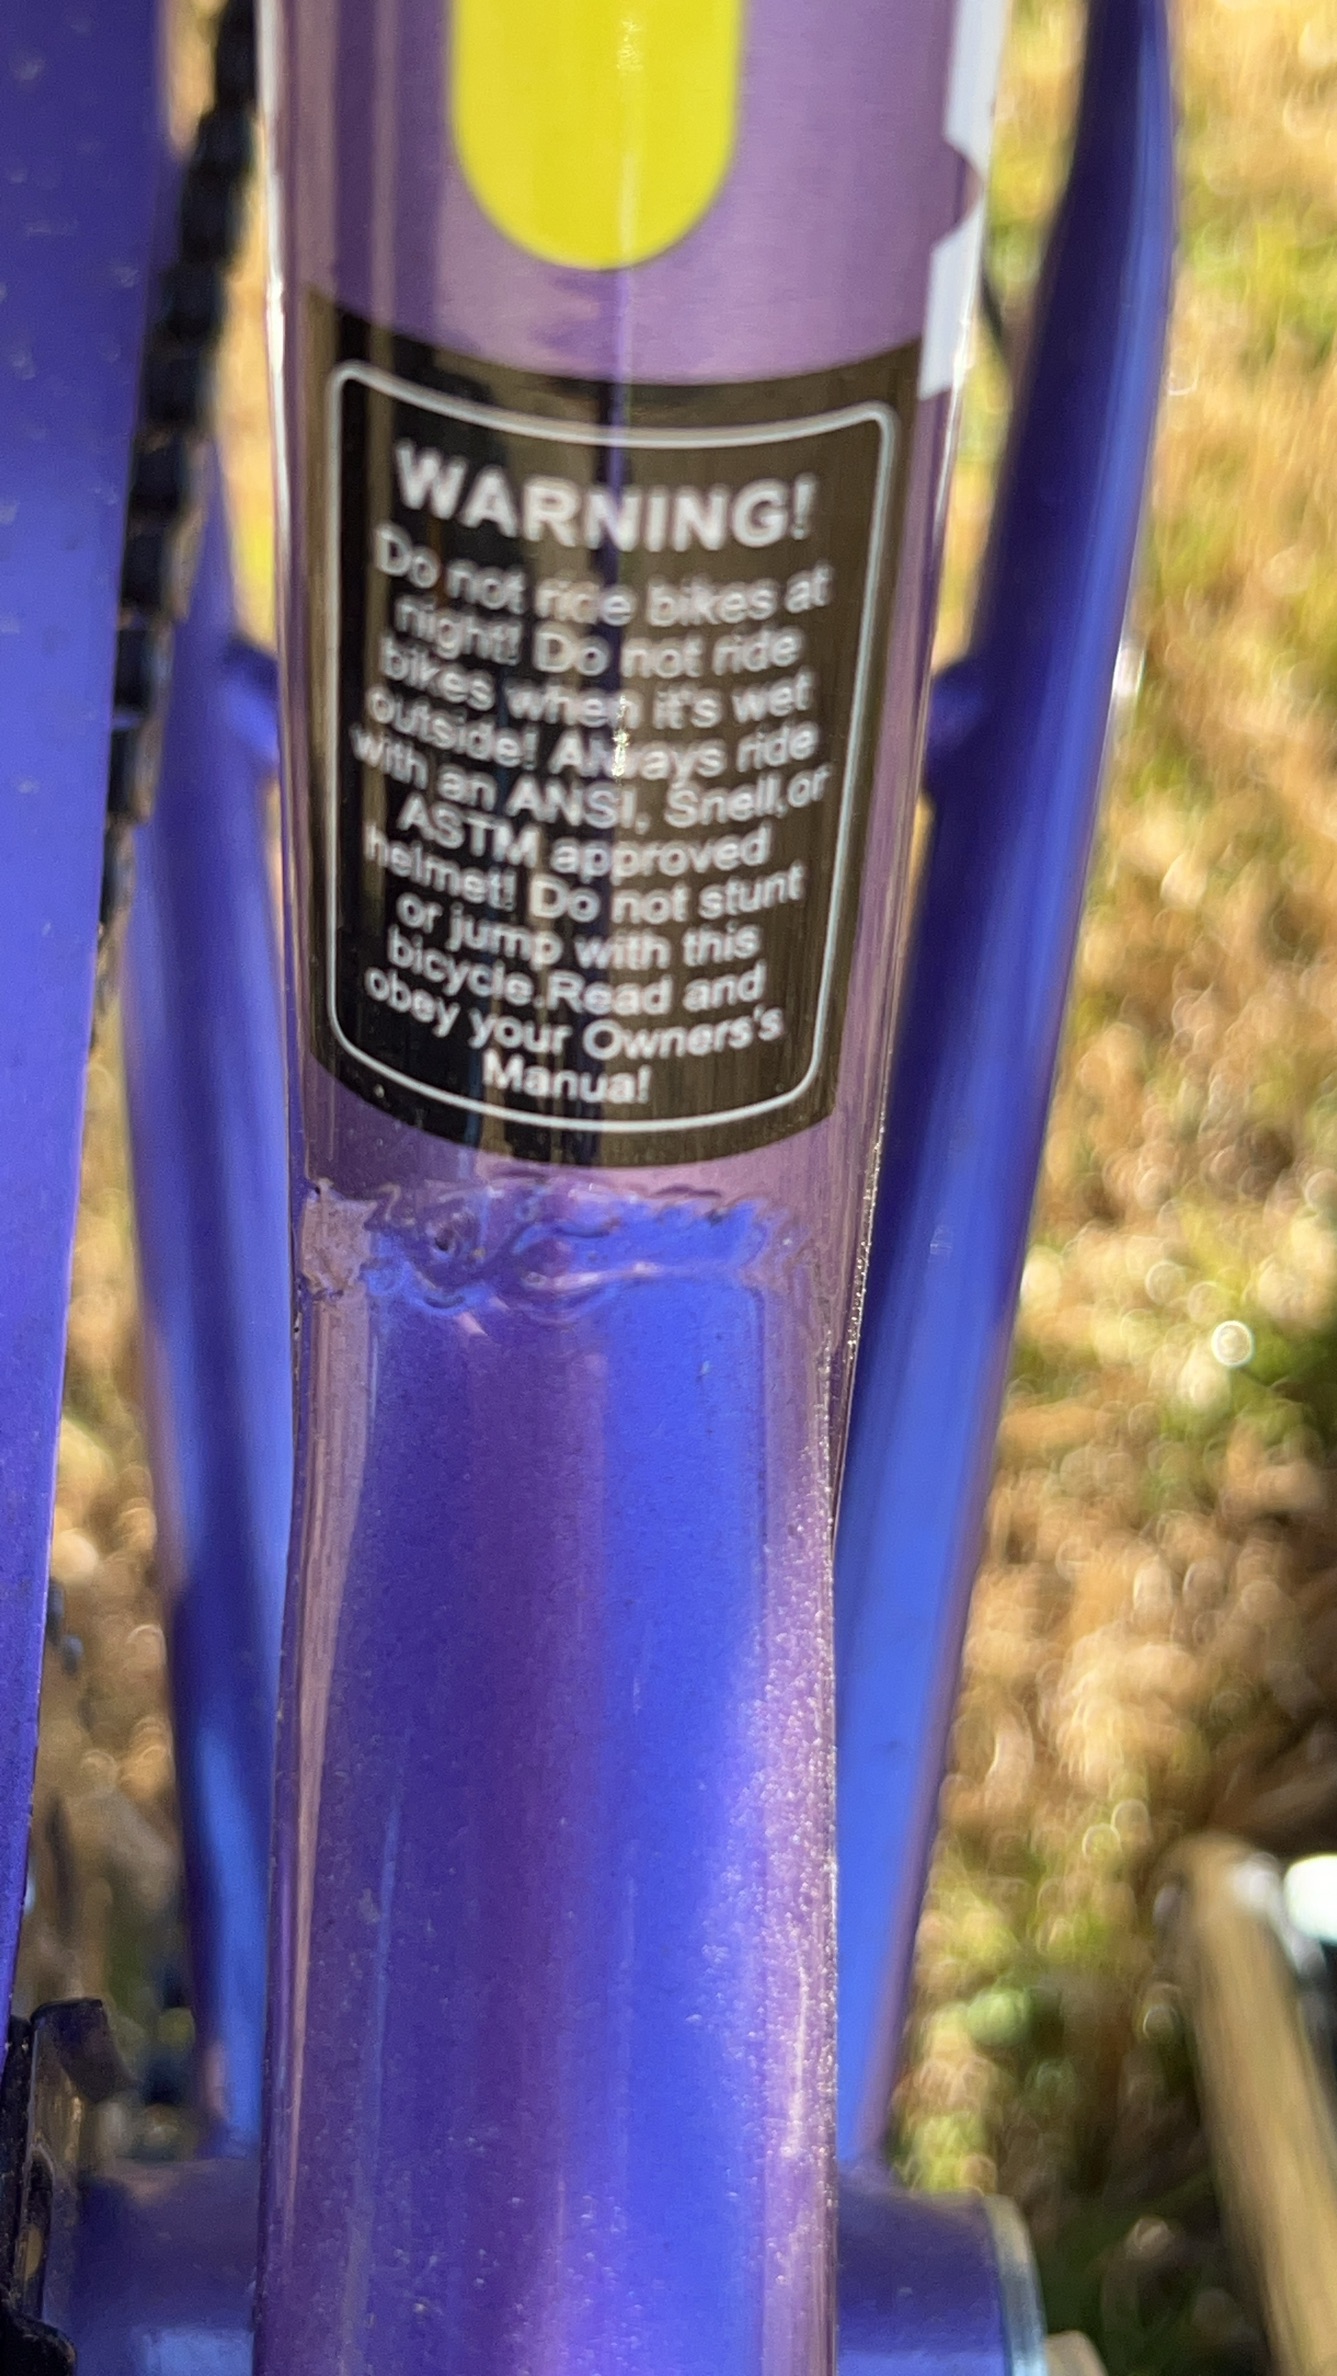 WARNING!
Do not ride bikes at
night! Do not ride
bikes when it's wet
outside! Always ride
with an ANSI, Snell,or
ASTM approved
helmet! Do not stunt
or jump with this
bicycle.Read and
obey your Owners's
Manual